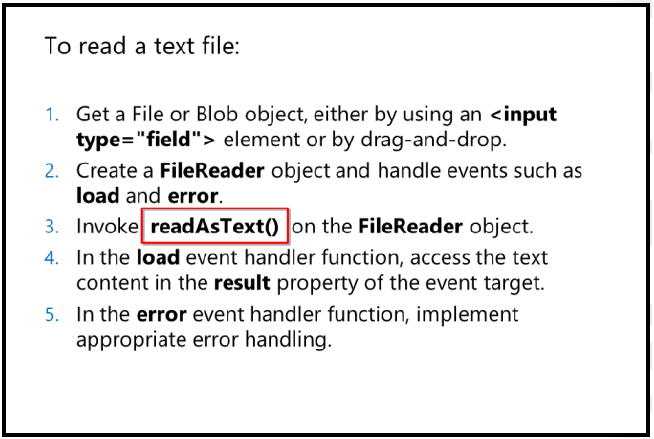 To read a text file:
1. Get a File or Blob object, either by using an <input
type="field"> element or by drag-and-drop.
2. Create a FileReader object and handle events such as
load and error.
3. Invoke readAsText() on the FileReader object.
4. In the load event handler function, access the text
content in the result property of the event target.
5. In the error event handler function, implement
appropriate error handling.